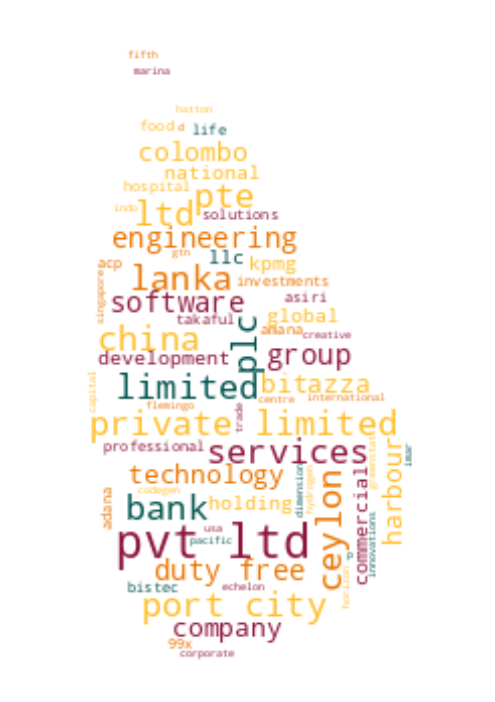 fifth
marina
hatton
food d life
colombo
national
hospital pte
indo ltd solutions
engineering
gtn llc
acp kpmg
lanka investments
singapore
software asiri
takaful global
china amana creative
plc
development group
limited bitazza
capital centre international
flemingo
private limited
trade
professional services
harbour
greenstat
imar
technology
commercial
dimension
hydrogen
ceylon
codegen
bank holding
adana
innovations
usa
pvt ltd
pacific
duty free
bistec echelon
horizon
port city
company
99x
corporate